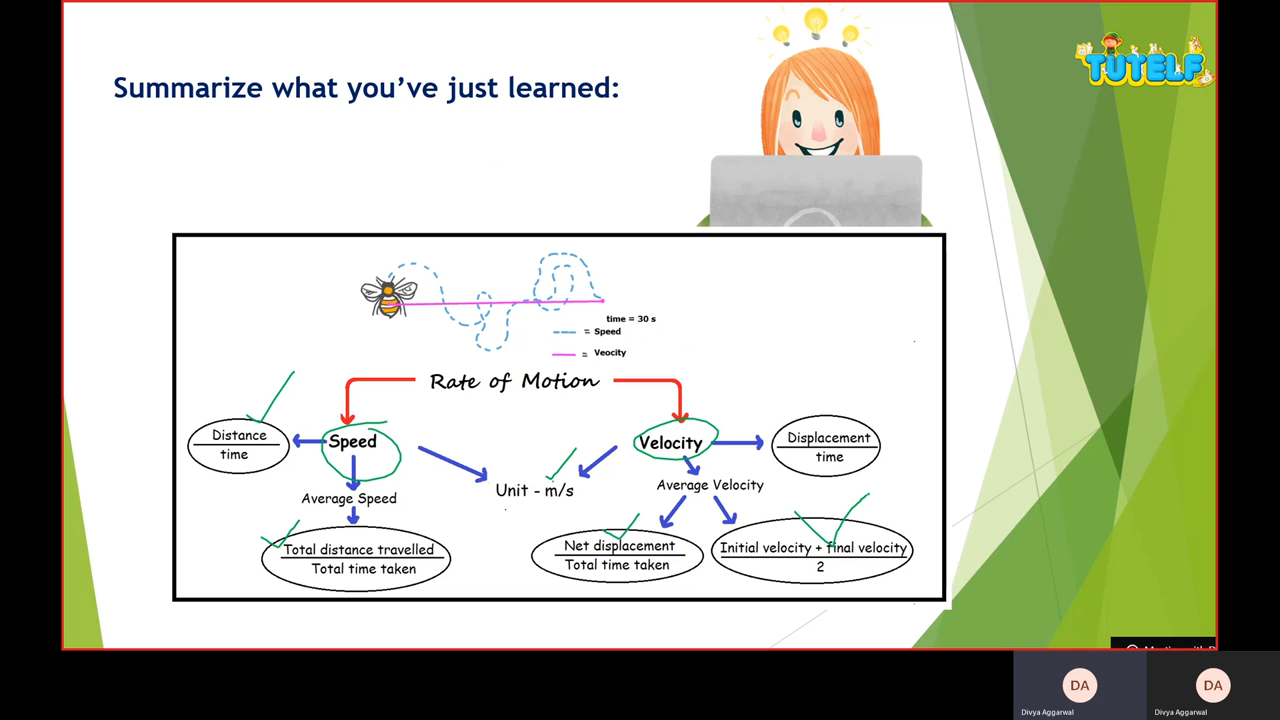 Summarize what you've just learned:
TUTELF
time = 30 s
= Speed
= Veocity
Rate of Motion
Distance
time
Speed
Velocity
Displacement
time
Unit - m/s
Average Speed
Average Velocity
Total distance travelled
Total time taken
Net displacement
Total time taken
Initial velocity + final velocity
2
DA
Divya Aggarwal
DA
Divya Aggarwal